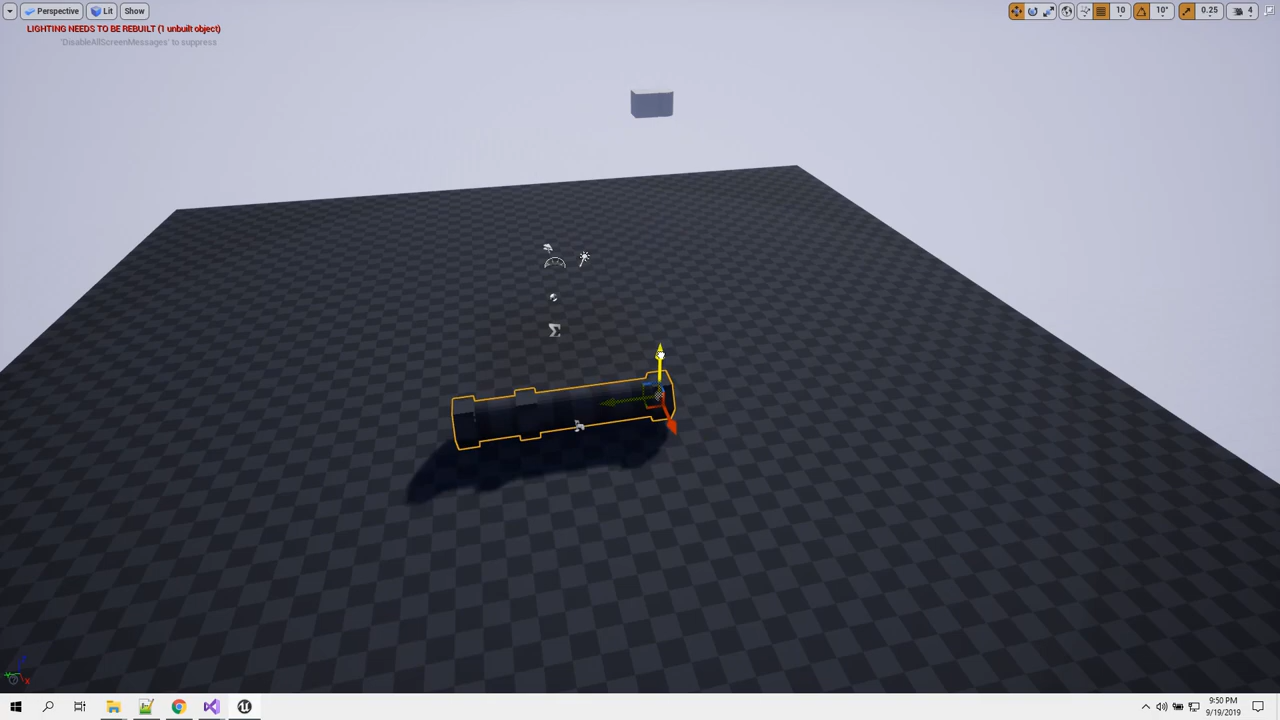 Perspective Lit Show 10 10° 0.25 4
LIGHTING NEEDS TO BE REBUILT (1 unbuilt object)
'DisableAllScreenMessages' to suppress
9:50 PM
9/19/2019